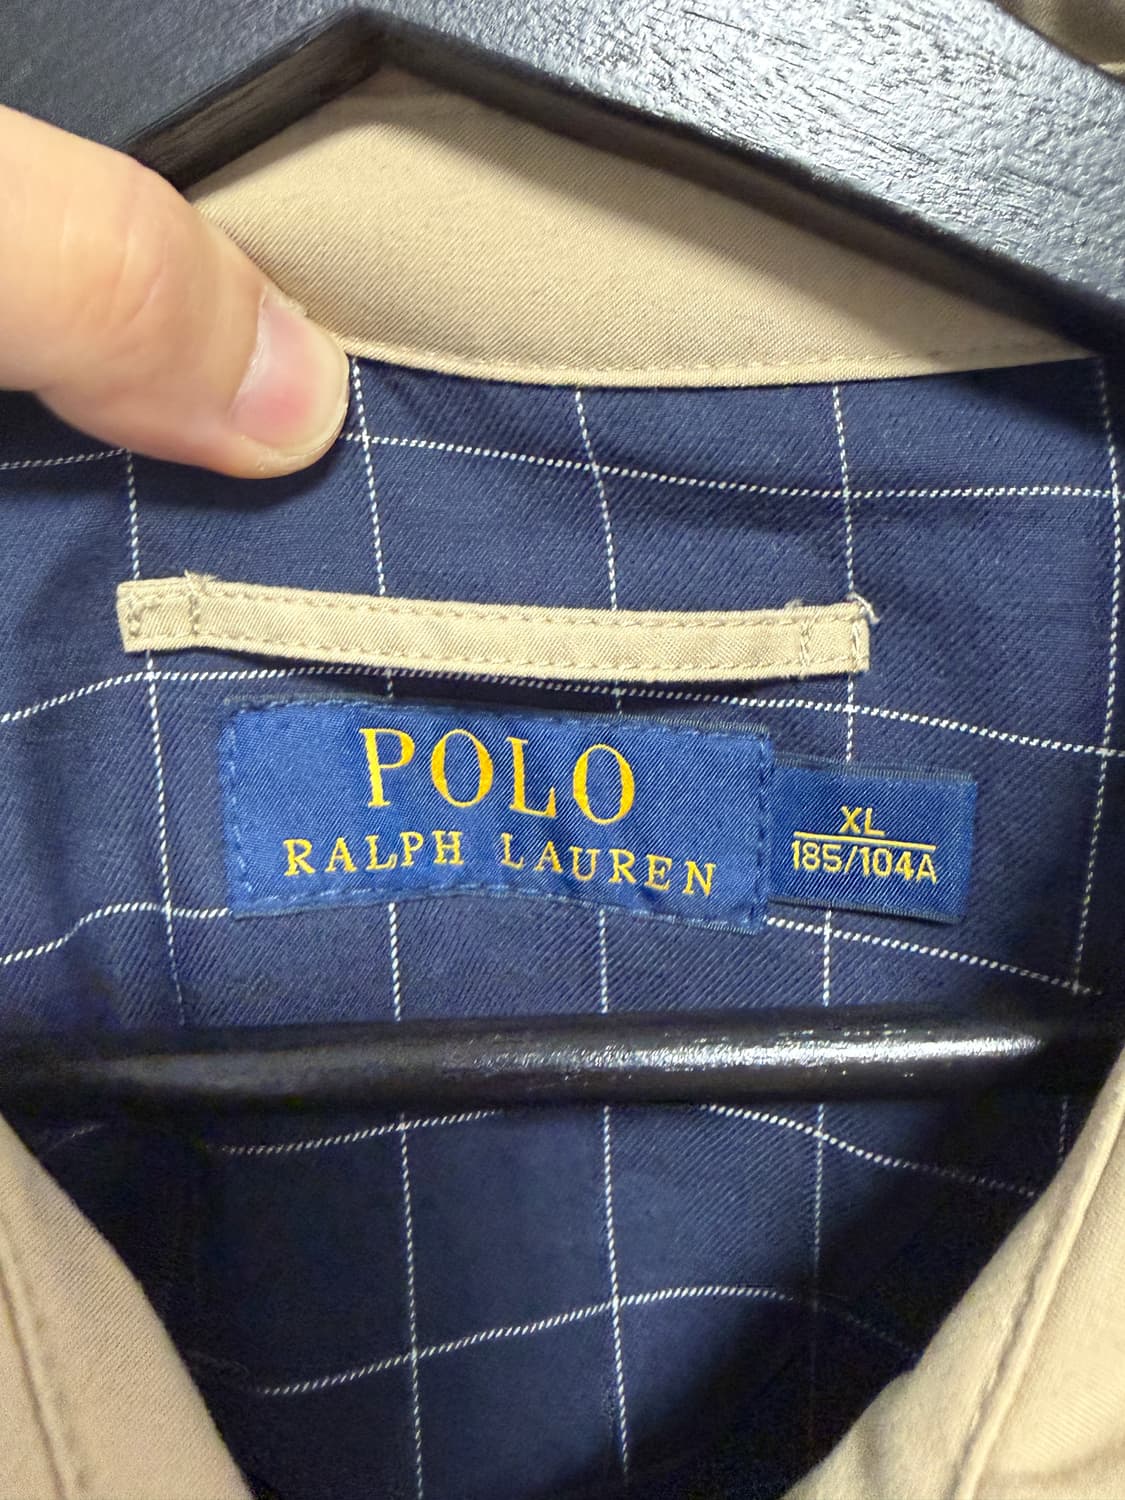 POLO
RALPH LAUREN
XL
185/104A